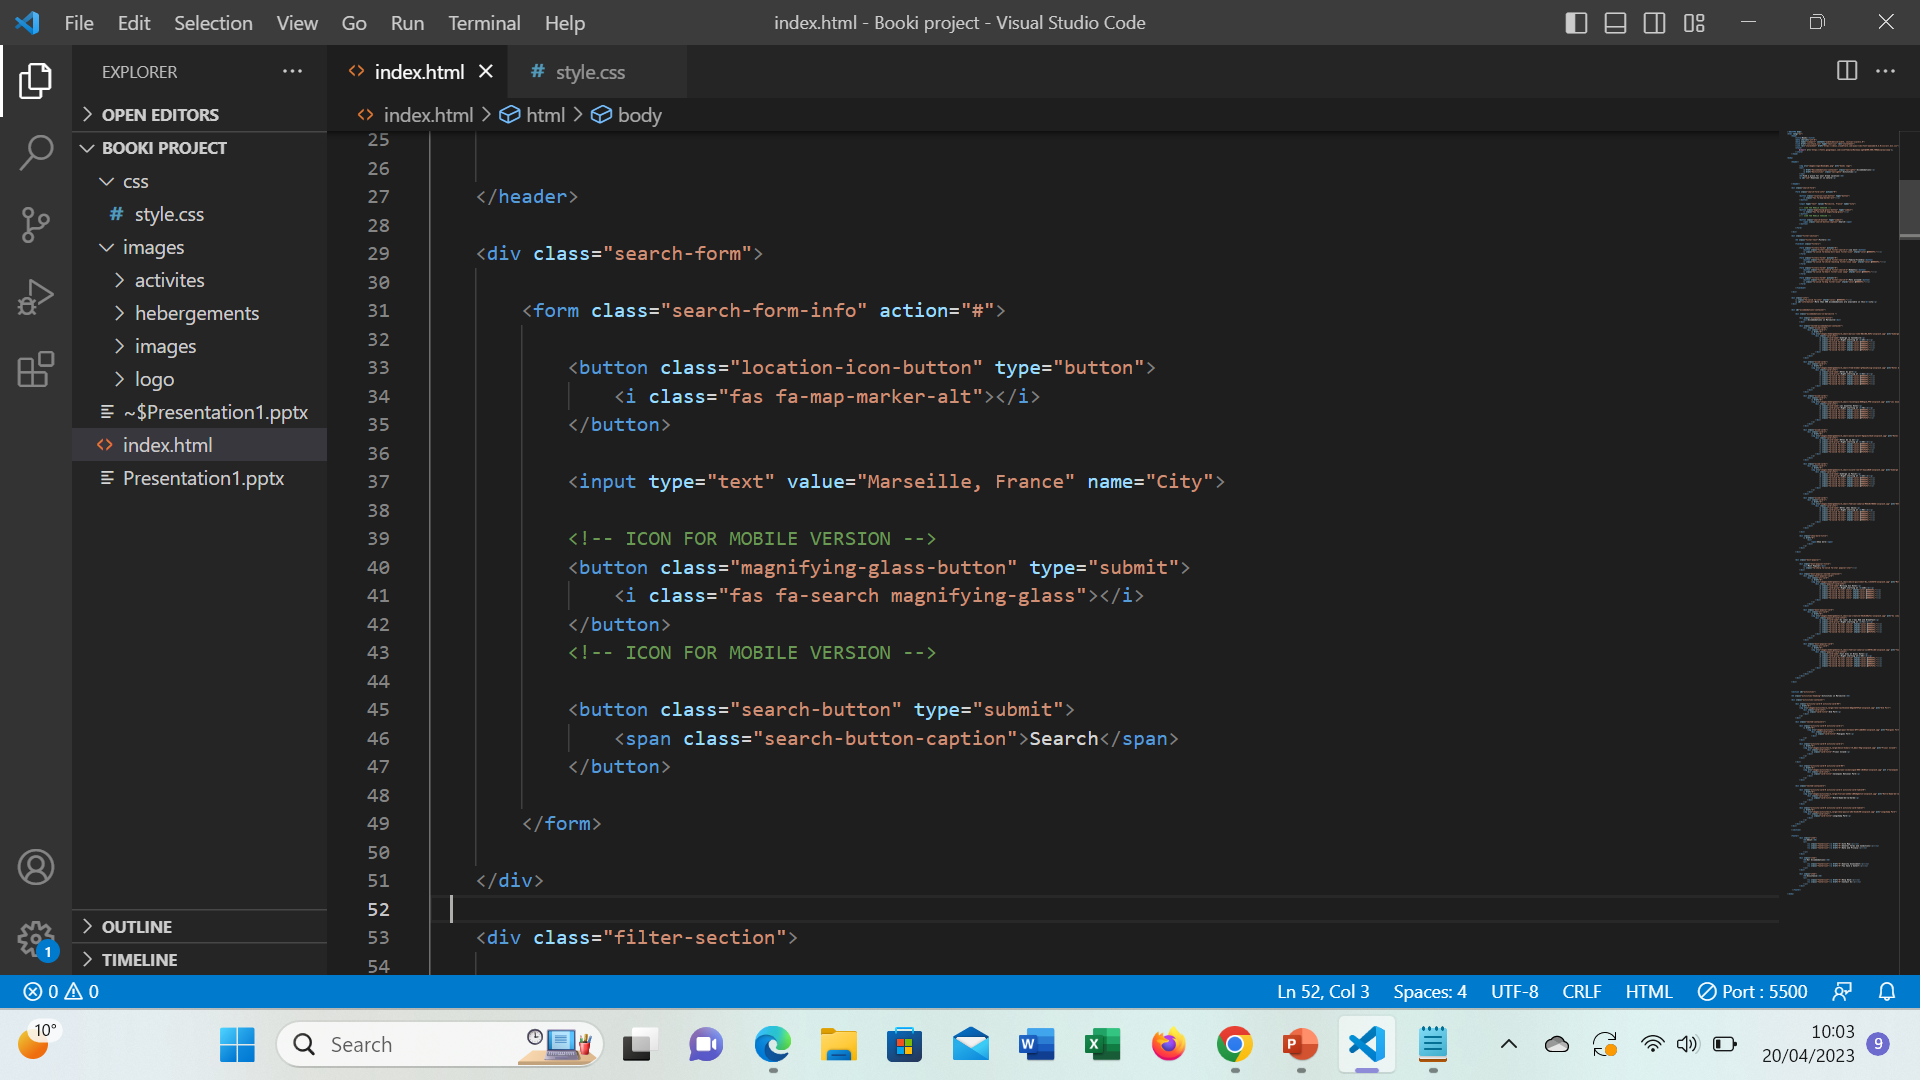 File Edit Selection View Go Run Terminal Help
index.html - Booki project - Visual Studio Code
EXPLORER
OPEN EDITORS
BOOKI PROJECT
css
# style.css
images
activites
hebergements
images
logo
~$Presentation1.pptx
<> index.html
Presentation1.pptx
OUTLINE
TIMELINE
<> index.html # style.css
<> index.html > html > body
25
26
27 </header>
28
29 <div class="search-form">
30
31 <form class="search-form-info" action="#">
32
33 <button class="location-icon-button" type="button">
34 <i class="fas fa-map-marker-alt"></i>
35 </button>
36
37 <input type="text" value="Marseille, France" name="City">
38
39 <!-- ICON FOR MOBILE VERSION -->
40 <button class="magnifying-glass-button" type="submit">
41 <i class="fas fa-search magnifying-glass"></i>
42 </button>
43 <!-- ICON FOR MOBILE VERSION -->
44
45 <button class="search-button" type="submit">
46 <span class="search-button-caption">Search</span>
47 </button>
48
49 </form>
50
51 </div>
52
53 <div class="filter-section">
54
1
0 0
Ln 52, Col 3 Spaces: 4 UTF-8 CRLF HTML Port : 5500
10°
Search
10:03
20/04/2023
9